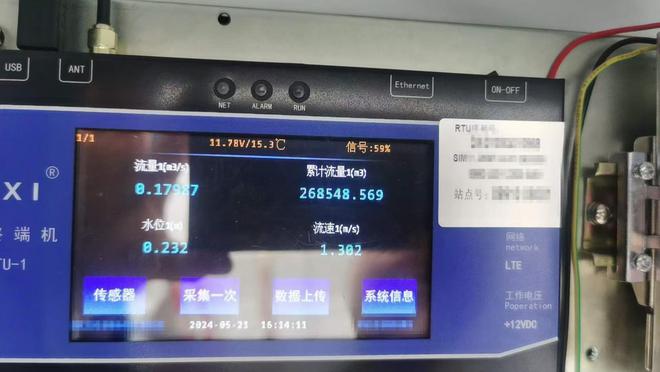 USB
ANT
NET
ALARM
RUN
Ethernet
ON-OFF
1/1
11.78V/15.3℃
信号:59%
流量1(m3/s)
累计流量1(m3)
268548.569
水位1(m)
流速1(m/s)
0.232
1.302
传感器
采集一次
数据上传
系统信息
2024-05-21 16:14:11
XI®
终端机
TU-1
RTU
SIM
站点号:
网络
network
LTE
工作电压
Poperation
+12VDC